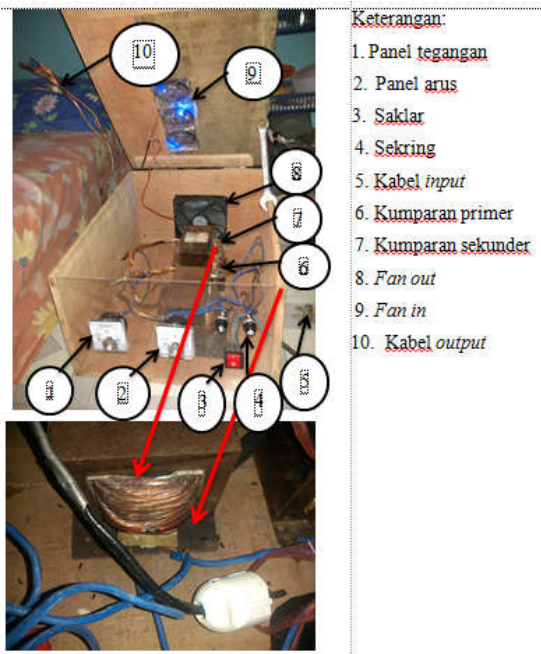 Keterangan:
1. Panel tegangan
2. Panel arus
3. Saklar
4. Sekring
5. Kabel input
6. Kumparan primer
7. Kumparan sekunder
8. Fan out
9. Fan in
10. Kabel output
10
9
8
7
6
1
2
3
4
5